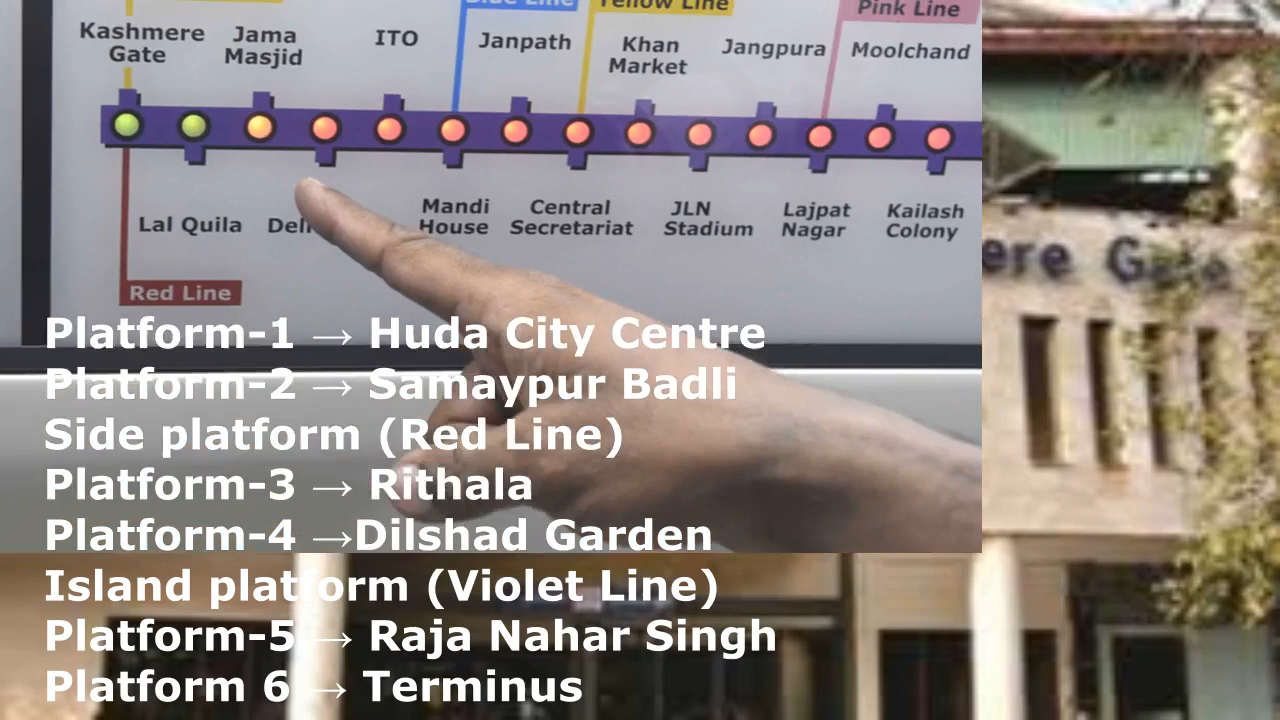 Blue Line
Yellow Line
Pink Line
Kashmere
Gate
Jama
Masjid
ITO
Janpath
Khan
Market
Jangpura
Moolchand
Lal Quila
Mandi
House
Central
Secretariat
JLN
Stadium
Lajpat
Nagar
Kailash
Colony
Red Line
ere Gate
Platform-1 → Huda City Centre
Platform-2 → Samaypur Badli
Side platform (Red Line)
Platform-3 → Rithala
Platform-4 →Dilshad Garden
Island platform (Violet Line)
Platform-5 → Raja Nahar Singh
Platform 6 → Terminus